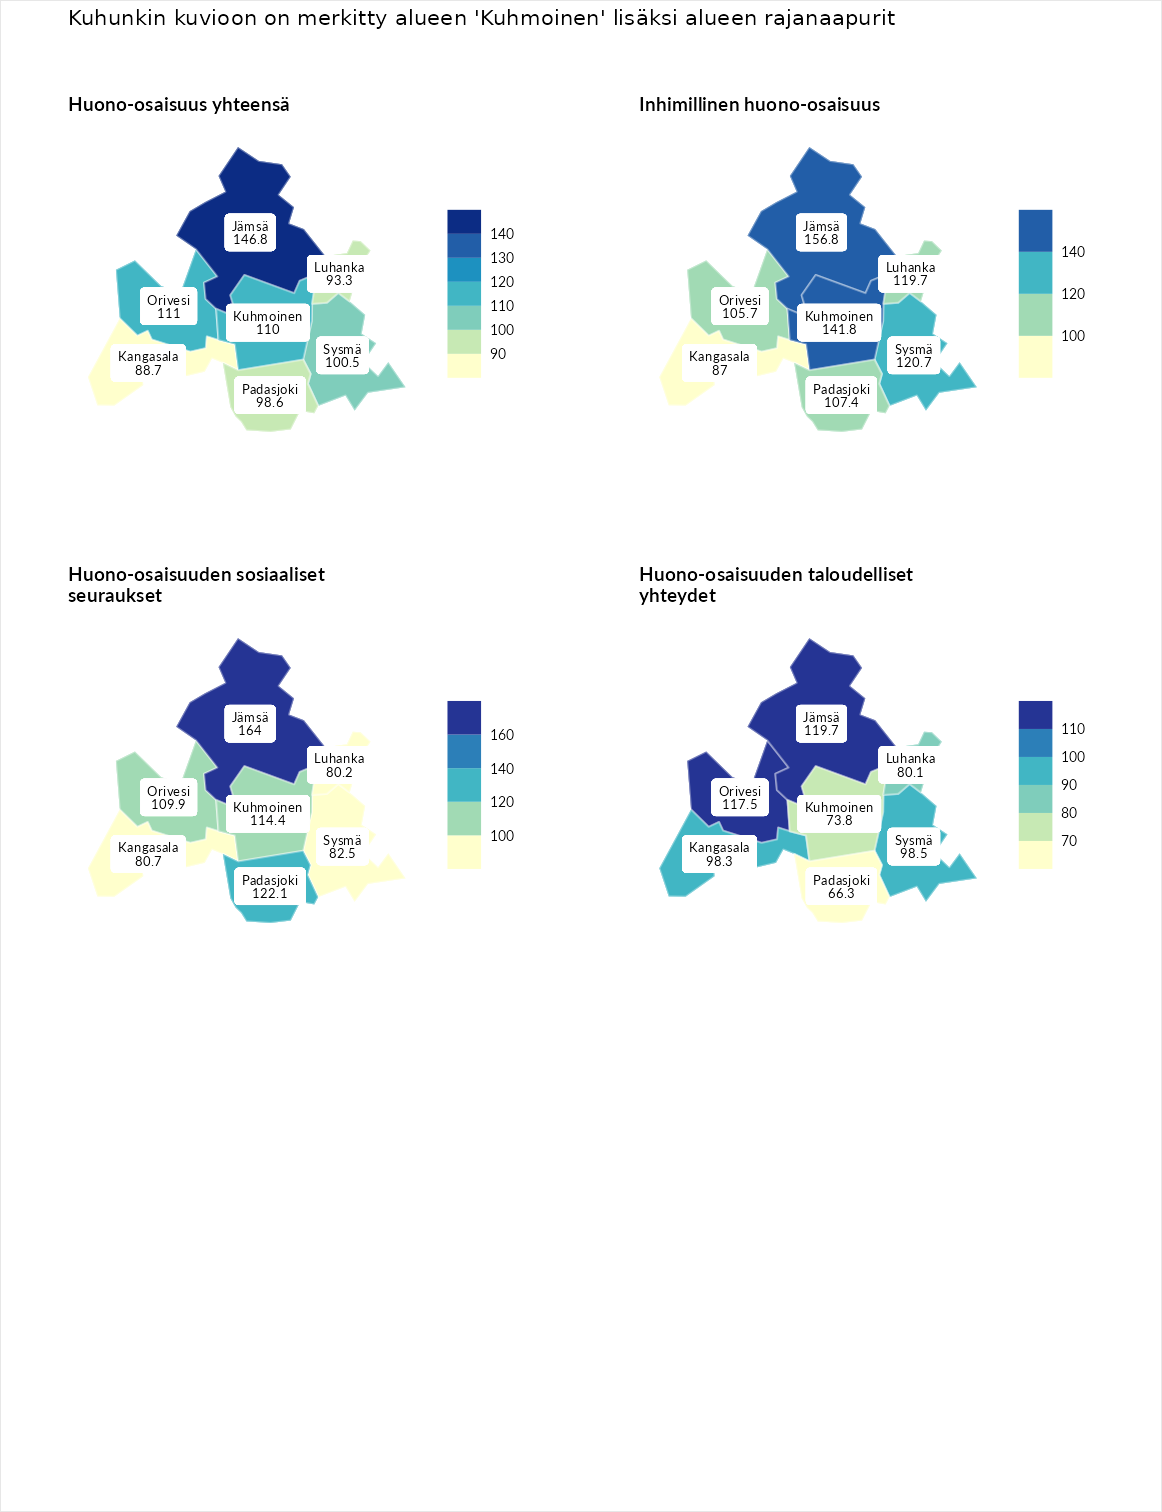 Kuhunkin kuvioon on merkitty alueen 'Kuhmoinen' lisäksi alueen rajanaapurit
Huono-osaisuus yhteensä
Jämsä
146.8
Luhanka
93.3
Orivesi
111
Kuhmoinen
110
Sysmä
100.5
Kangasala
88.7
Padasjoki
98.6
140
130
120
110
100
90
Inhimillinen huono-osaisuus
Jämsä
156.8
Luhanka
119.7
Orivesi
105.7
Kuhmoinen
141.8
Sysmä
120.7
Kangasala
87
Padasjoki
107.4
140
120
100
Huono-osaisuuden sosiaaliset
seuraukset
Jämsä
164
Luhanka
80.2
Orivesi
109.9
Kuhmoinen
114.4
Sysmä
82.5
Kangasala
80.7
Padasjoki
122.1
160
140
120
100
Huono-osaisuuden taloudelliset
yhteydet
Jämsä
119.7
Luhanka
80.1
Orivesi
117.5
Kuhmoinen
73.8
Sysmä
98.5
Kangasala
98.3
Padasjoki
66.3
110
100
90
80
70